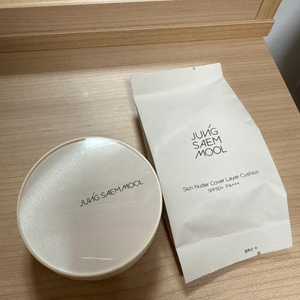 JUNG SAEM MOOL
JUNG
SAEM
MOOL
Skin Nuder Cover Layer Cushion
SPF50+ PA+++